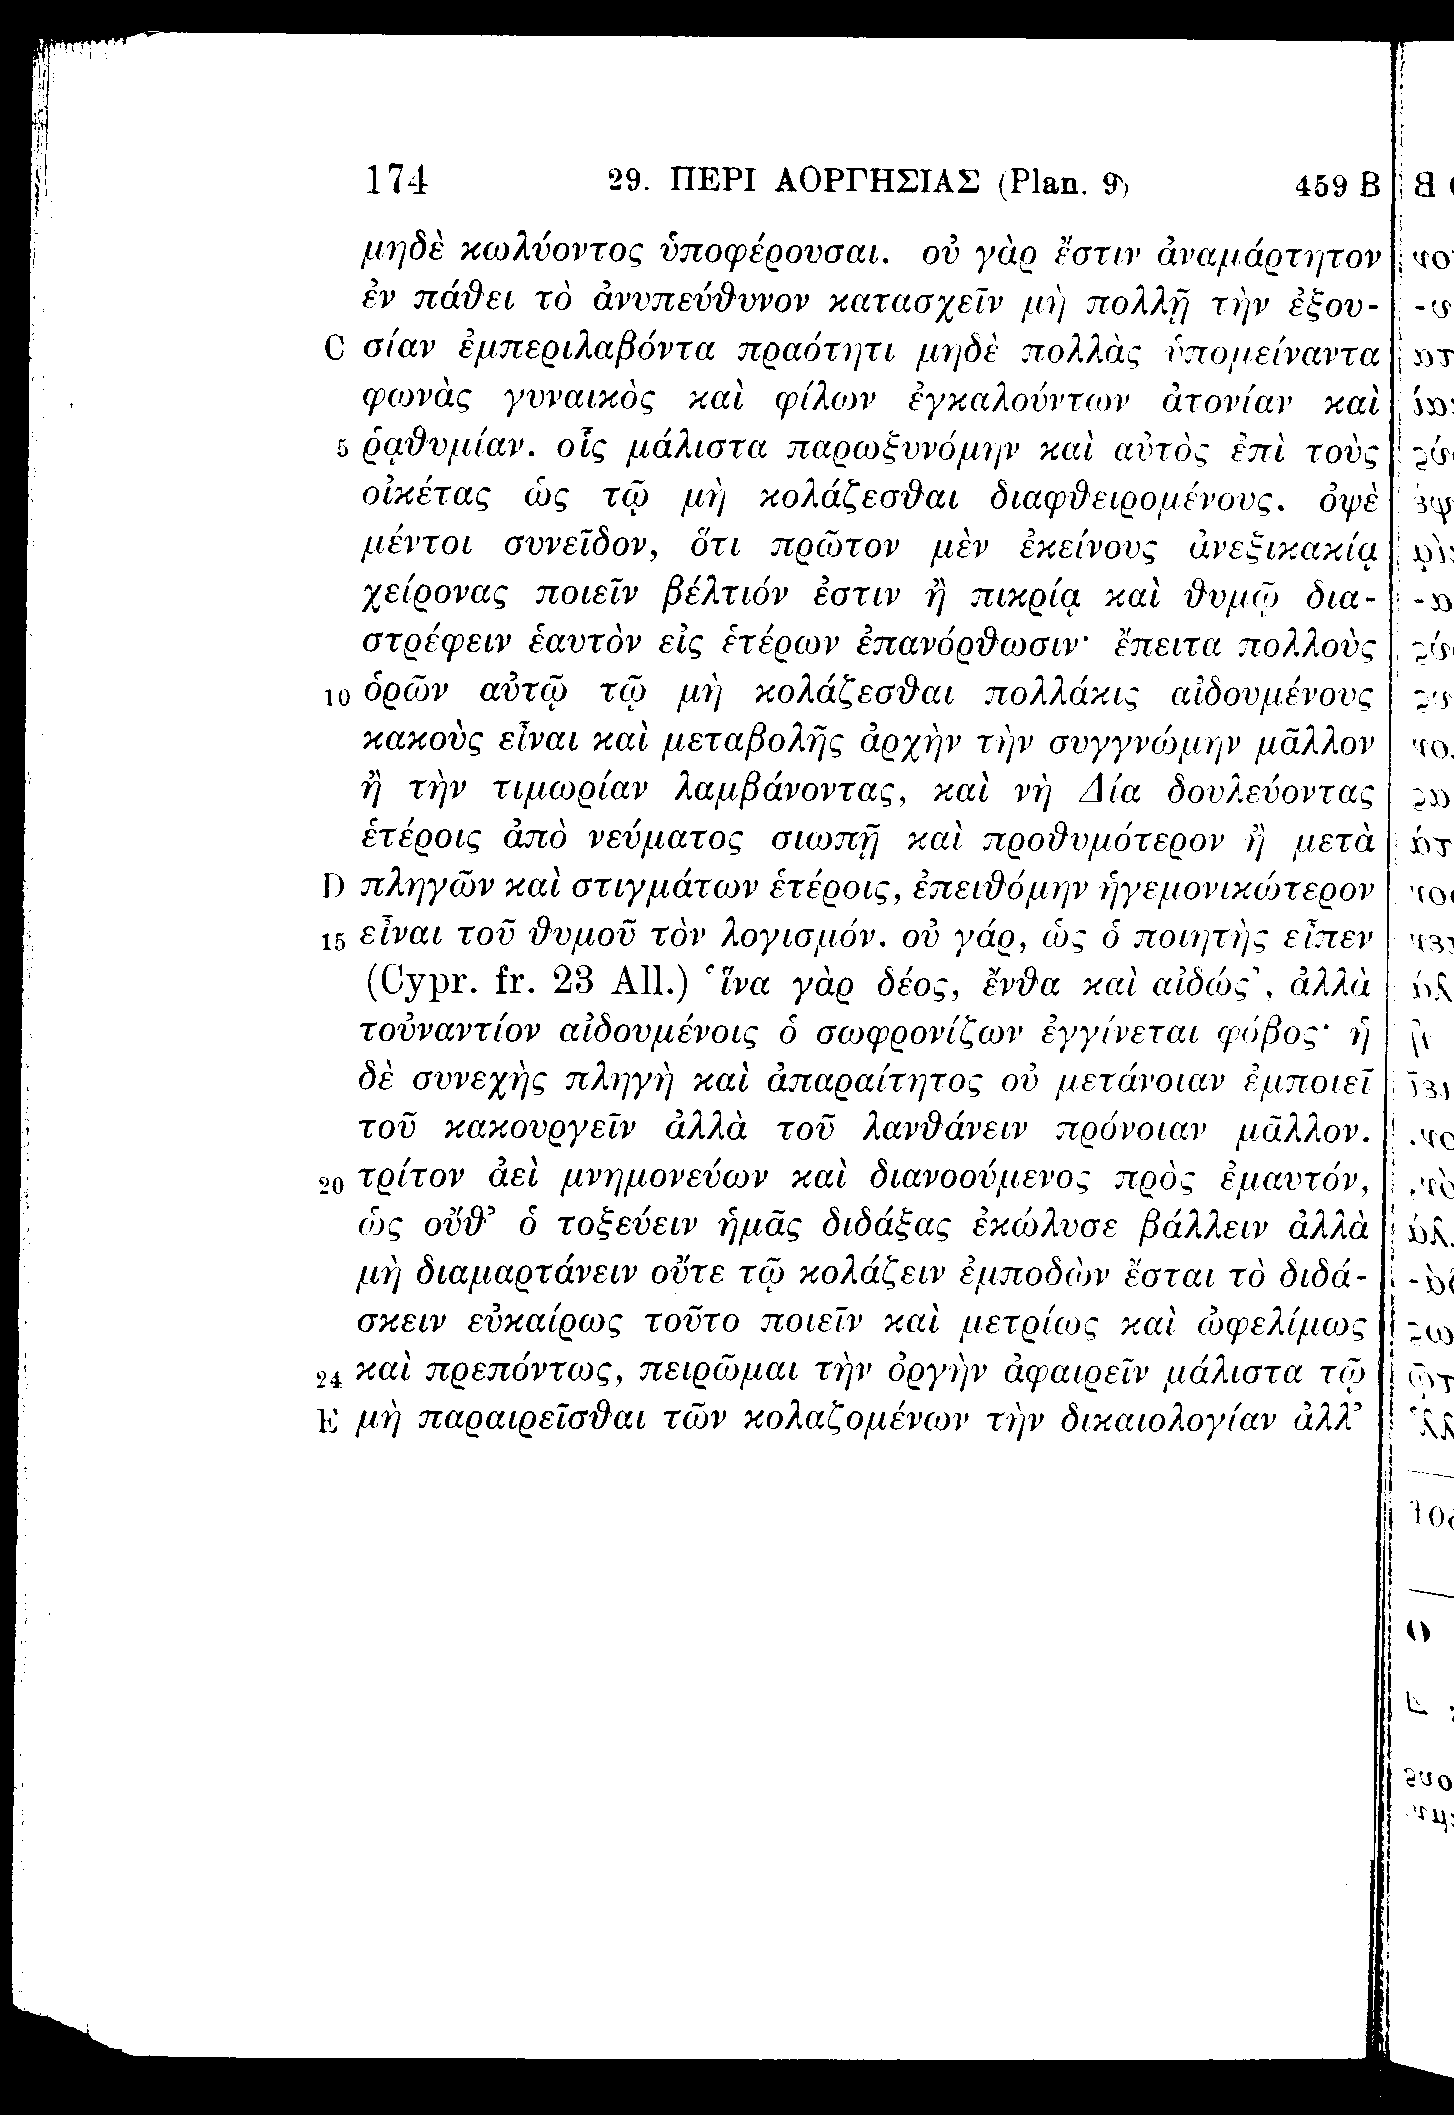 174 29. ΠΕΡΙ ΑΟΡΓΗΣΙΑΣ (Plan. 9) 459 B
μηδὲ κωλύοντος ὑποφέρουσαι. οὐ γὰρ ἔστιν ἀναμάρτητον
ἐν πάθει τὸ ἀνυπεύθυνον κατασχεῖν μὴ πολλῇ τὴν ἐξου-
C σίαν ἐμπεριλαβόντα πραότητι μηδὲ πολλὰς ὑπομείναντα
φωνὰς γυναικὸς καὶ φίλων ἐγκαλούντων ἀτονίαν καὶ
5 ῥᾳθυμίαν. οἷς μάλιστα παρωξυνόμην καὶ αὐτὸς ἐπὶ τοὺς
οἰκέτας ὡς τῷ μὴ κολάζεσθαι διαφθειρομένους. ὀψὲ
μέντοι συνεῖδον, ὅτι πρῶτον μὲν ἐκείνους ἀνεξικακίᾳ
χείρονας ποιεῖν βέλτιόν ἐστιν ἢ πικρίᾳ καὶ θυμῷ δια-
στρέφειν ἑαυτὸν εἰς ἑτέρων ἐπανόρθωσιν· ἔπειτα πολλοὺς
10 ὁρῶν αὐτῷ τῷ μὴ κολάζεσθαι πολλάκις αἰδουμένους
κακοὺς εἶναι καὶ μεταβολῆς ἀρχὴν τὴν συγγνώμην μᾶλλον
ἢ τὴν τιμωρίαν λαμβάνοντας, καὶ νὴ Δία δουλεύοντας
ἑτέροις ἀπὸ νεύματος σιωπῇ καὶ προθυμότερον ἢ μετὰ
D πληγῶν καὶ στιγμάτων ἑτέροις, ἐπειθόμην ἡγεμονικώτερον
15 εἶναι τοῦ θυμοῦ τὸν λογισμόν. οὐ γάρ, ὡς ὁ ποιητὴς εἶπεν
(Cypr. fr. 23 All.) ‘ἵνα γὰρ δέος, ἔνθα καὶ αἰδώς’, ἀλλὰ
τοὐναντίον αἰδουμένοις ὁ σωφρονίζων ἐγγίνεται φόβος· ἡ
δὲ συνεχὴς πληγὴ καὶ ἀπαραίτητος οὐ μετάνοιαν ἐμποιεῖ
τοῦ κακουργεῖν ἀλλὰ τοῦ λανθάνειν πρόνοιαν μᾶλλον.
20 τρίτον ἀεὶ μνημονεύων καὶ διανοούμενος πρὸς ἐμαυτόν,
ὡς οὔθ’ ὁ τοξεύειν ἡμᾶς διδάξας ἐκώλυσε βάλλειν ἀλλὰ
μὴ διαμαρτάνειν οὔτε τῷ κολάζειν ἐμποδὼν ἔσται τὸ διδά-
σκειν εὐκαίρως τοῦτο ποιεῖν καὶ μετρίως καὶ ὠφελίμως
24 καὶ πρεπόντως, πειρῶμαι τὴν ὀργὴν ἀφαιρεῖν μάλιστα τῷ
E μὴ παραιρεῖσθαι τῶν κολαζομένων τὴν δικαιολογίαν ἀλλ’